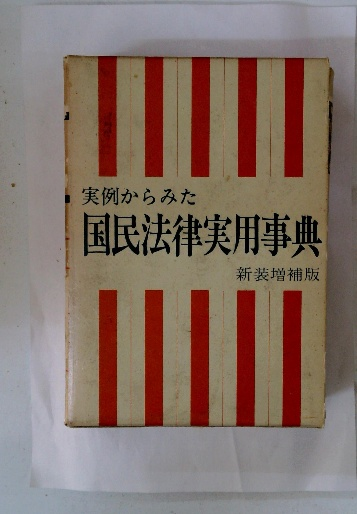 実例からみた
国民法律実用事典
新装増補版